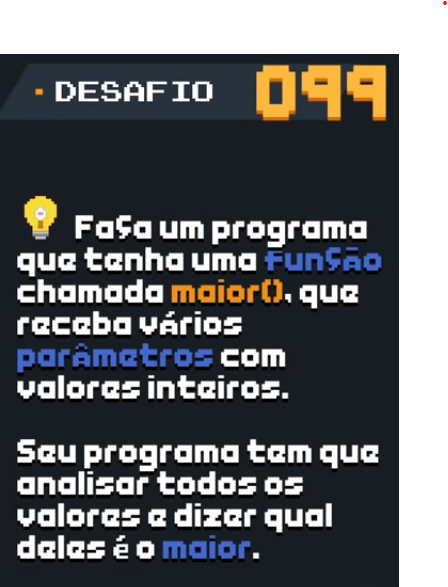 DESAFIO 099
Faça um programa
que tenha uma função
chamada maior(), que
receba vários
parâmetros com
valores inteiros.
Seu programa tem que
analisar todos os
valores e dizer qual
deles é o maior.